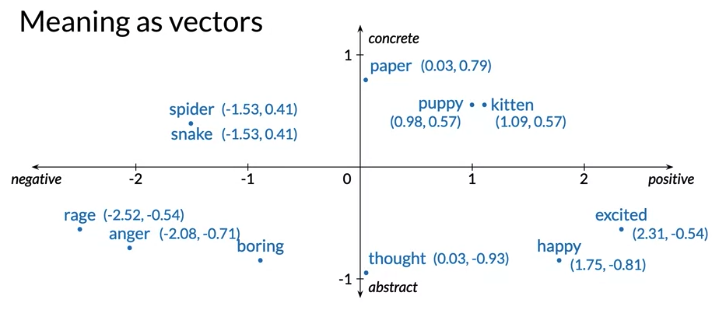 Meaning as vectors
concrete
1
paper (0.03, 0.79)
spider (-1.53, 0.41)
puppy kitten
snake (-1.53, 0.41)
(0.98, 0.57) (1.09, 0.57)
negative -2 -1 0 1 2 positive
rage (-2.52, -0.54)
excited
anger (-2.08, -0.71)
(2.31, -0.54)
boring
happy
thought (0.03, -0.93)
(1.75, -0.81)
-1
abstract